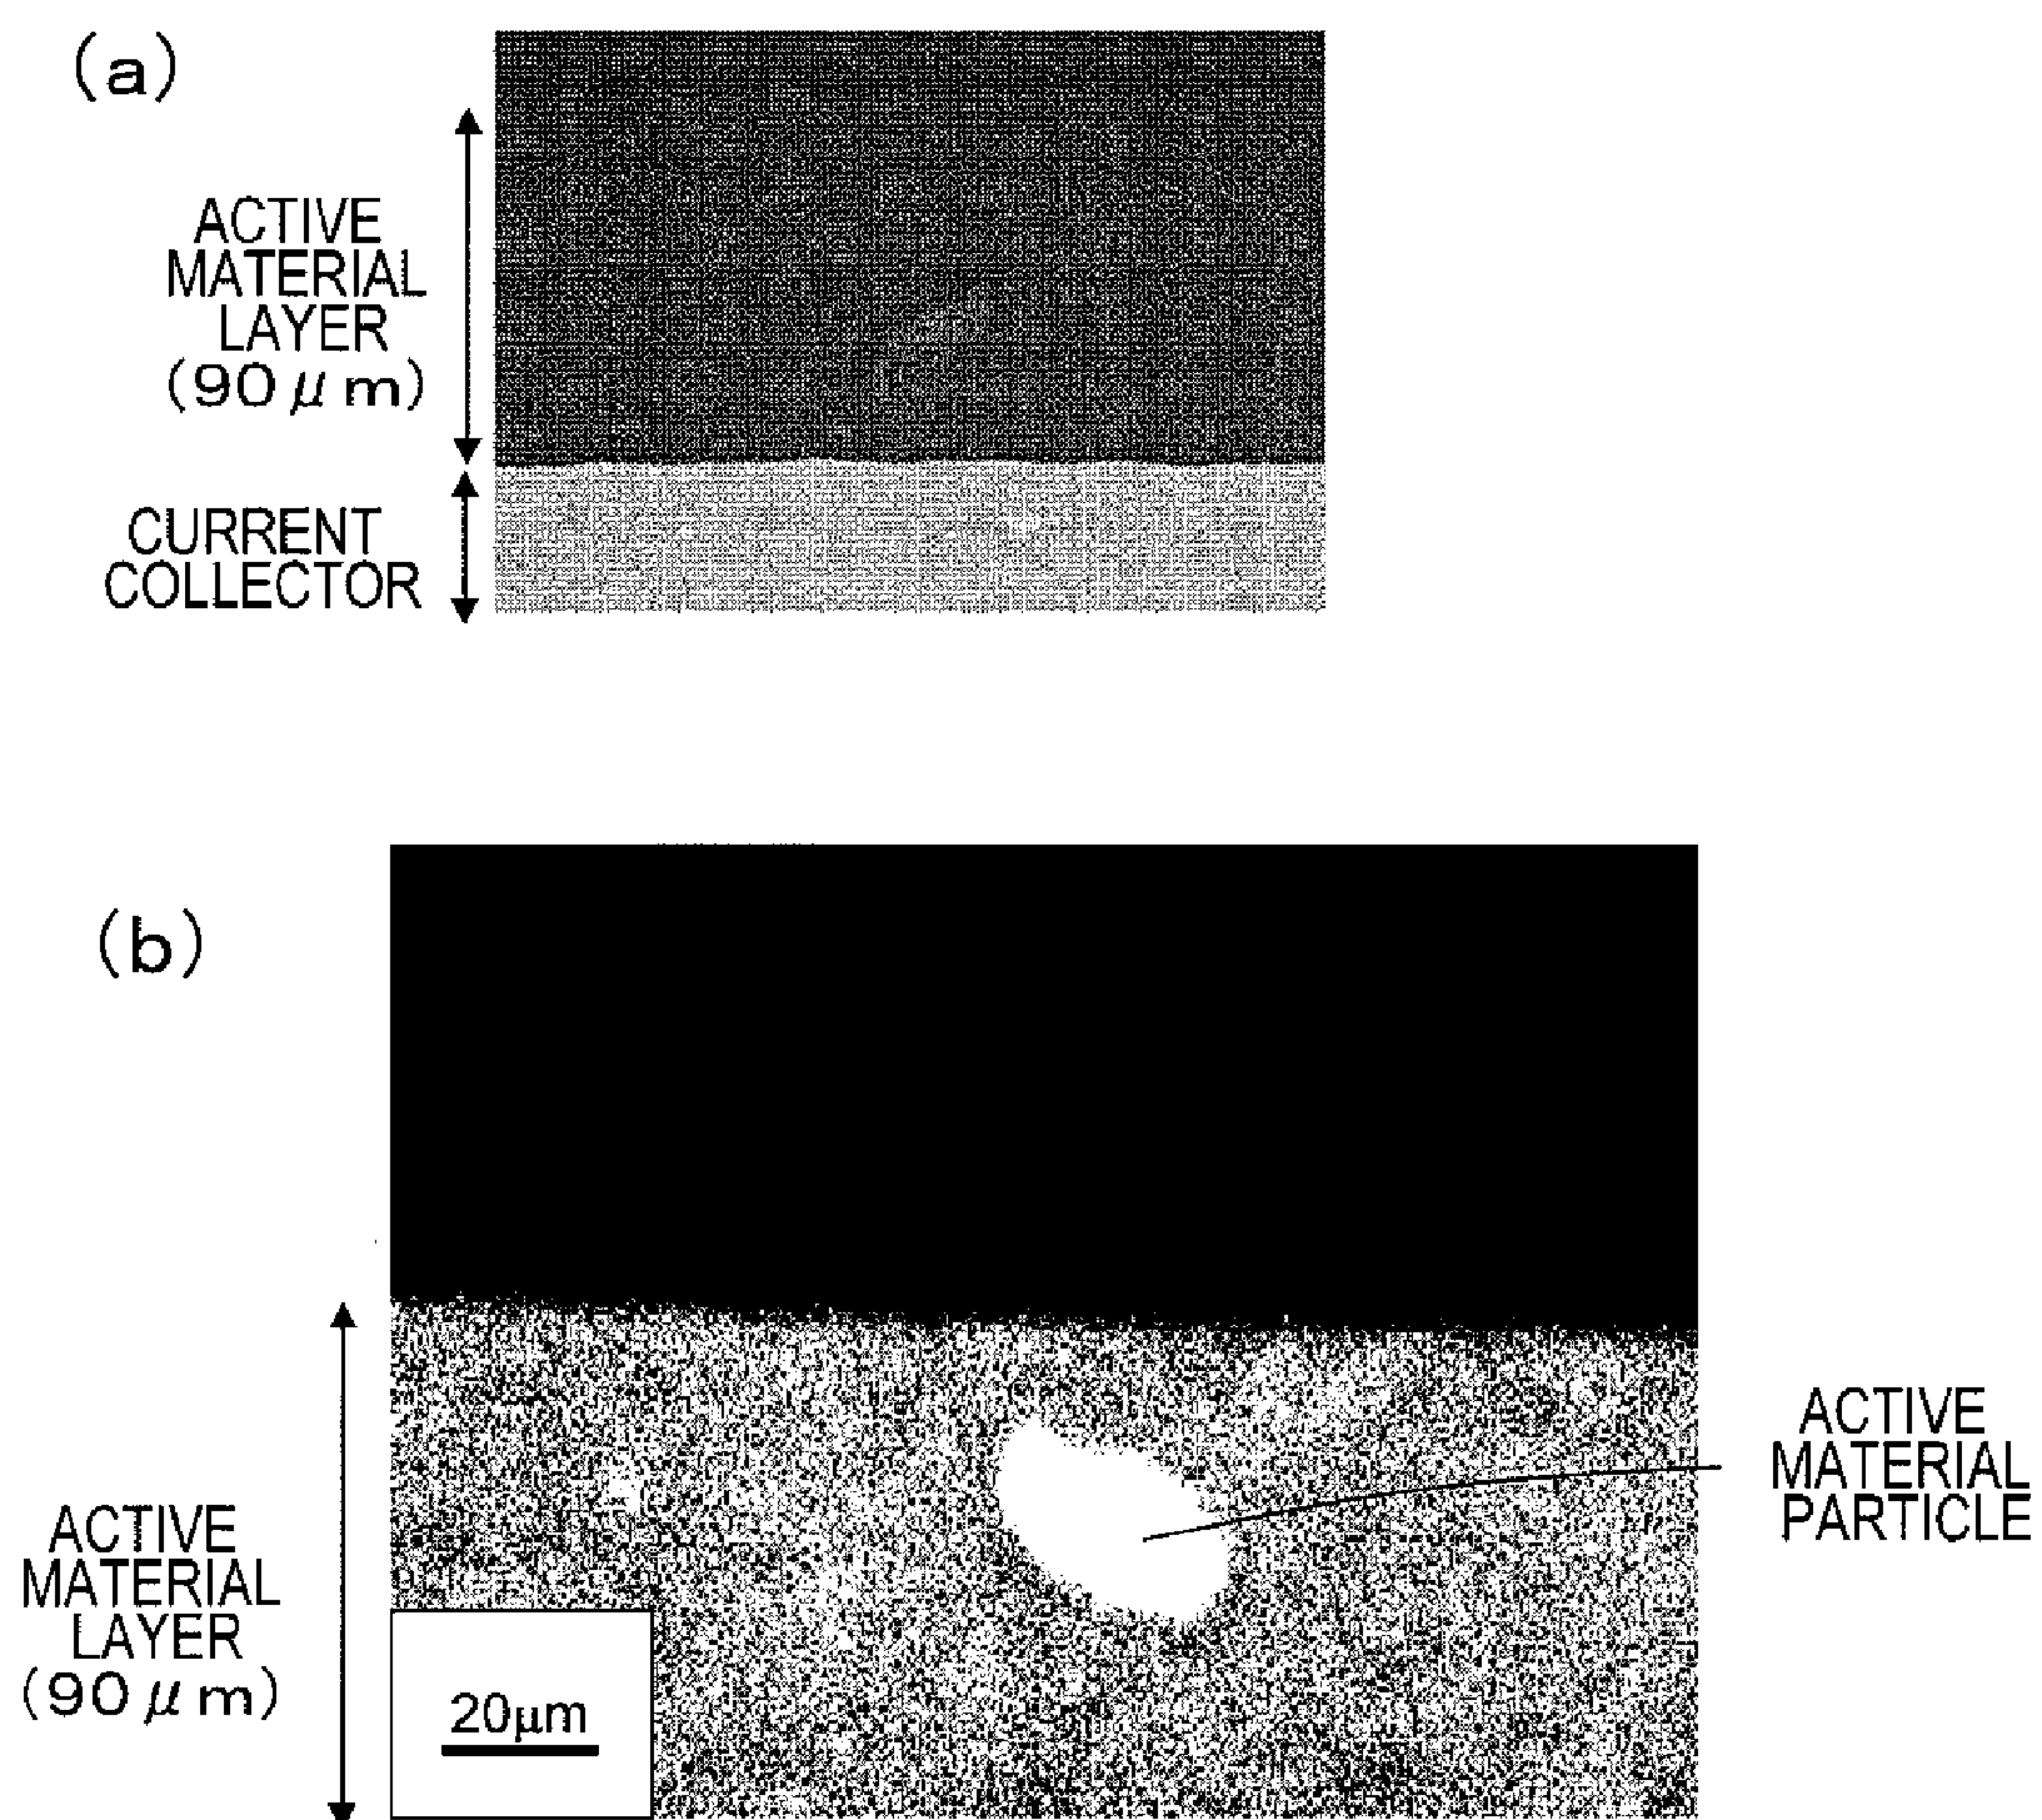 (a)
ACTIVE
MATERIAL
LAYER
(90μm)
CURRENT
COLLECTOR
(b)
ACTIVE
MATERIAL
PARTICLE
ACTIVE
MATERIAL
LAYER
(90μm)
20μm